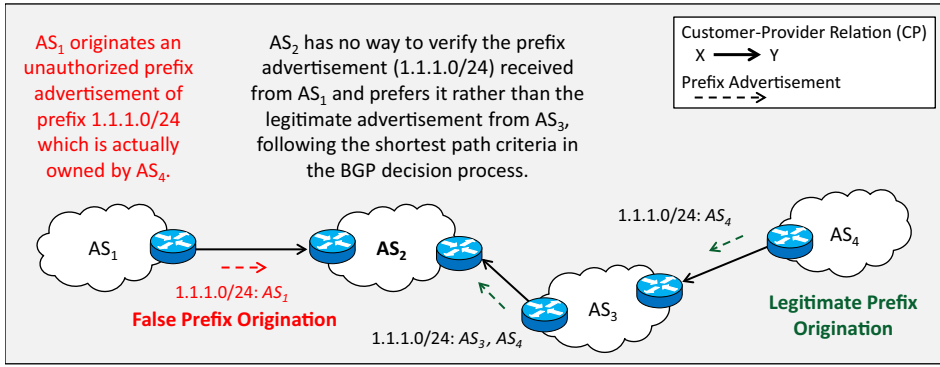 AS1 originates an
unauthorized prefix
advertisement of
prefix 1.1.1.0/24
which is actually
owned by AS4.
AS2 has no way to verify the prefix
advertisement (1.1.1.0/24) received
from AS1 and prefers it rather than the
legitimate advertisement from AS3,
following the shortest path criteria in
the BGP decision process.
Customer-Provider Relation (CP)
X Y
Prefix Advertisement
AS1
AS2
AS3
AS4
1.1.1.0/24: AS4
1.1.1.0/24: AS1
False Prefix Origination
1.1.1.0/24: AS3, AS4
Legitimate Prefix
Origination